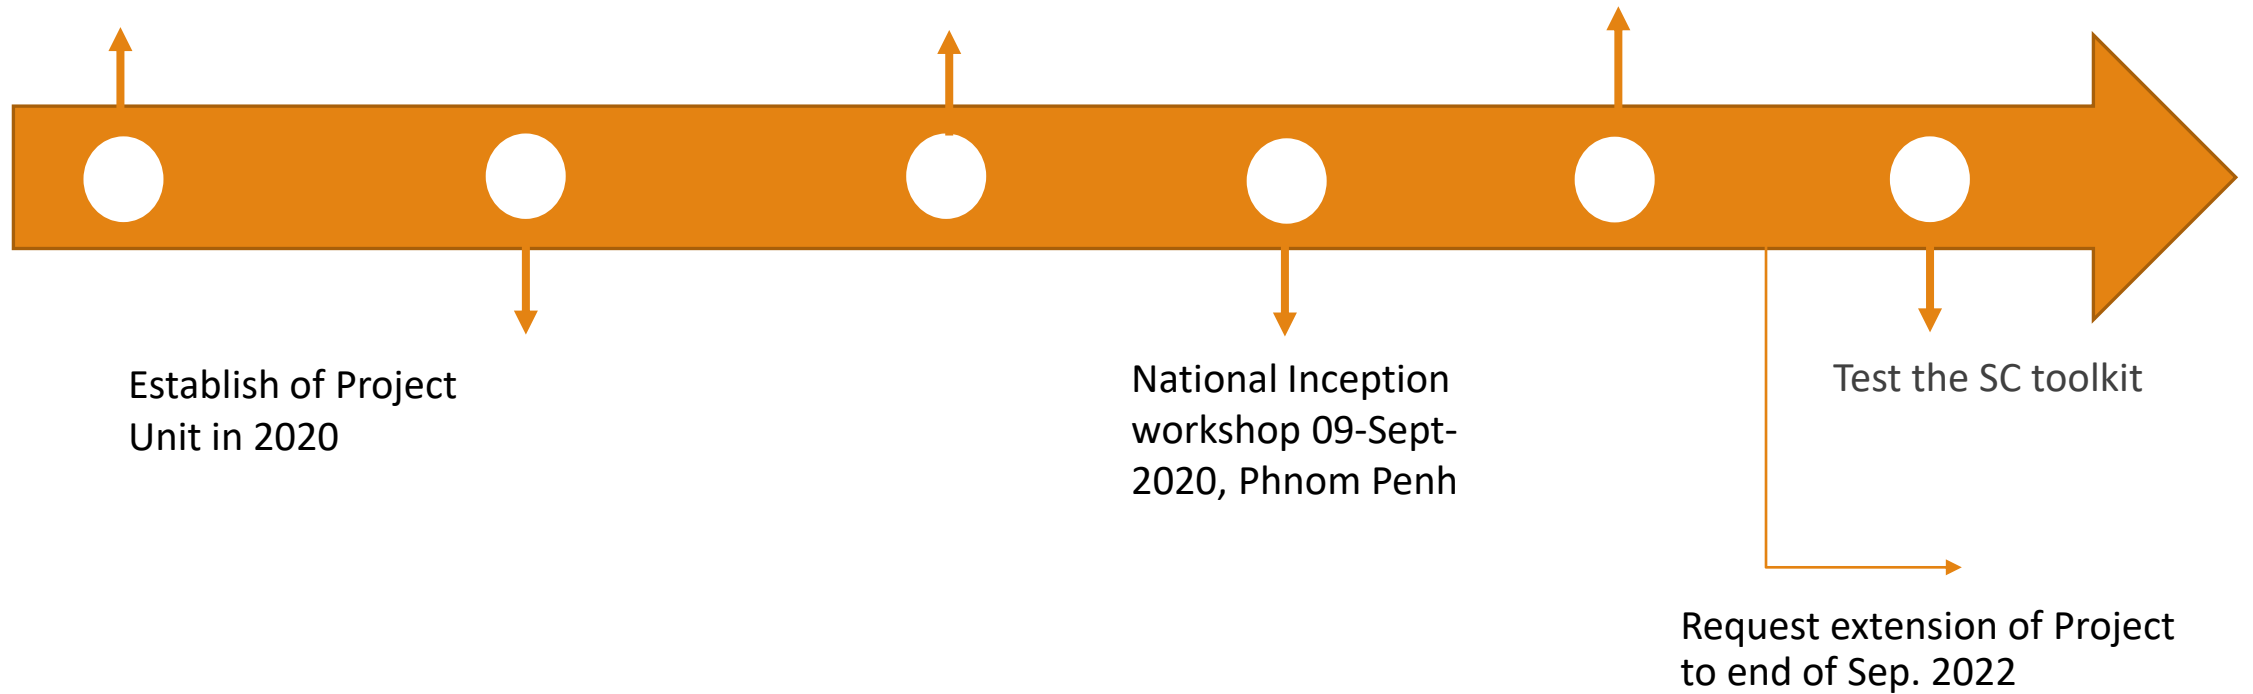 Establish of Project
Unit in 2020
National Inception
workshop 09-Sept-
2020, Phnom Penh
Test the SC toolkit
Request extension of Project
to end of Sep. 2022